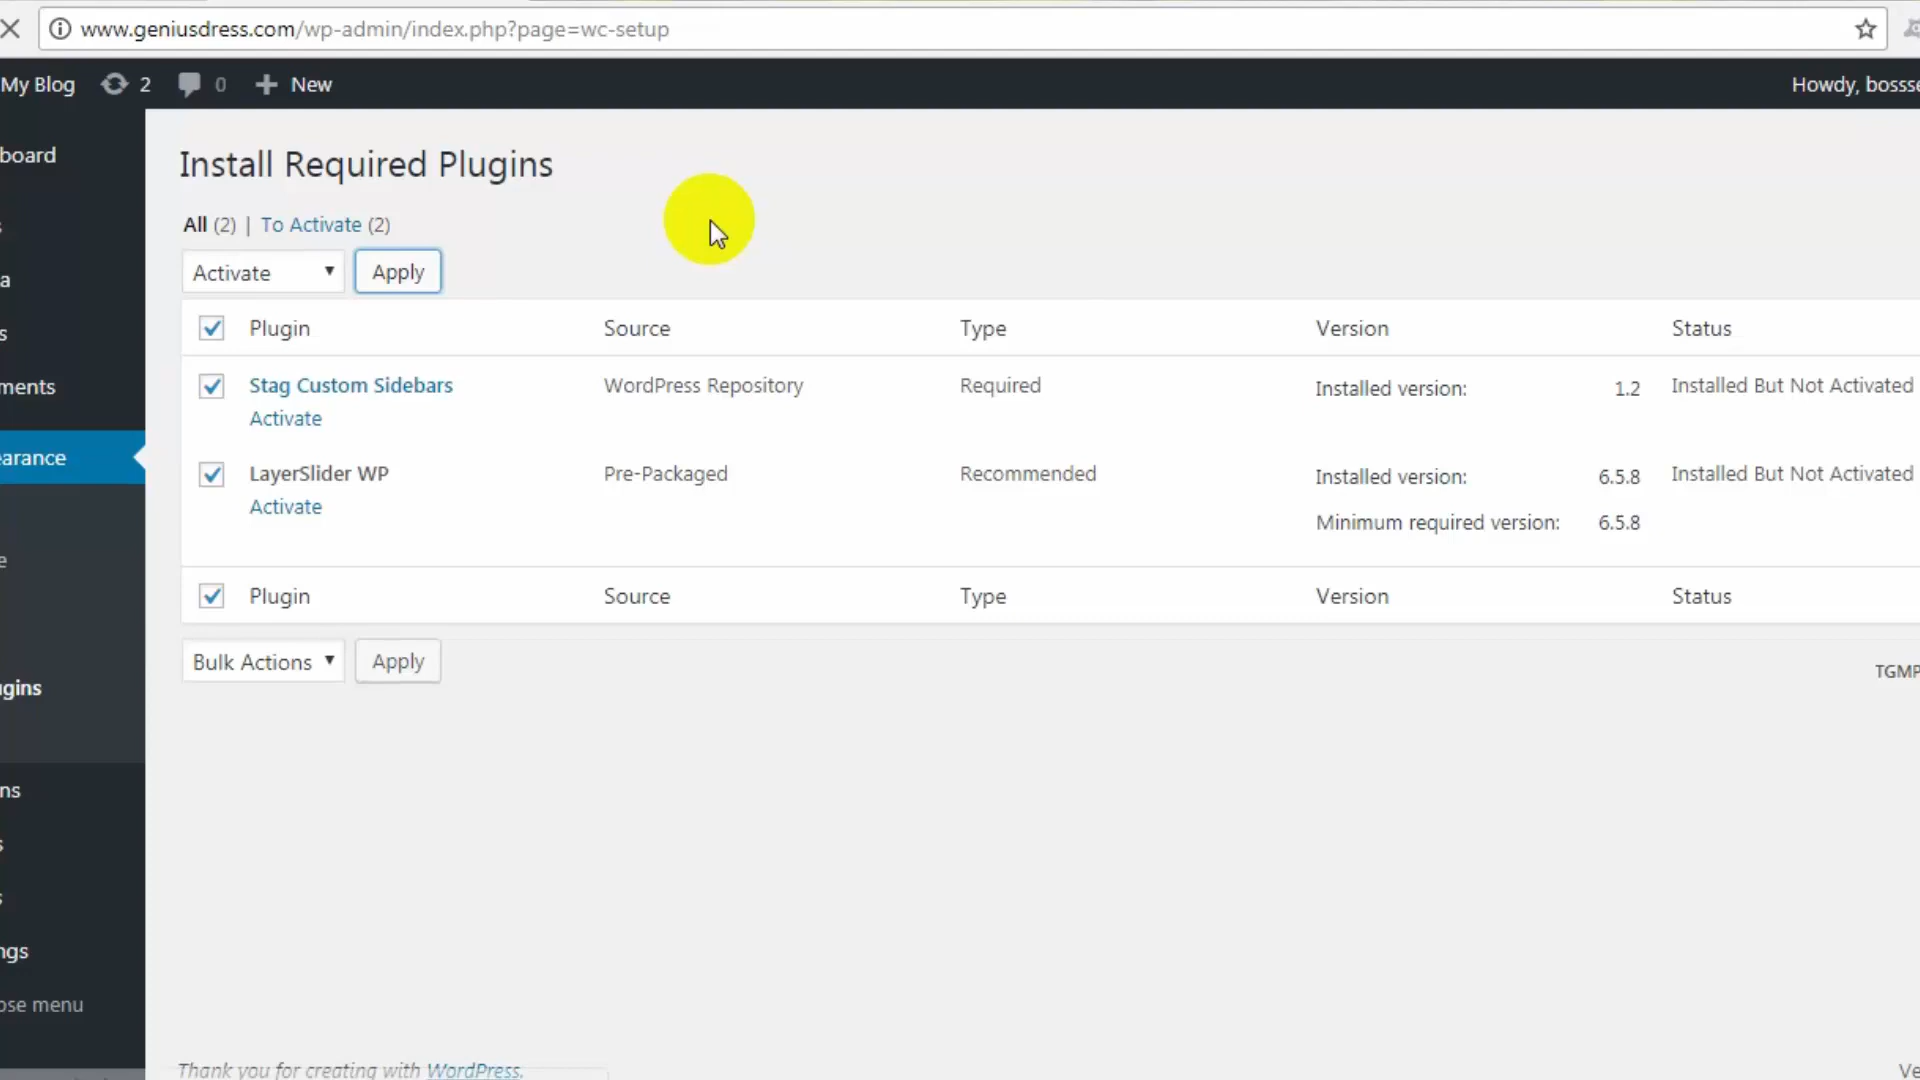 www.geniusdress.com/wp-admin/index.php?page=wc-setup
My Blog 2 0 New Howdy, bossse
board
Install Required Plugins
s
All (2) | To Activate (2)
Activate Apply
a
Plugin Source Type Version Status
s
Stag Custom Sidebars WordPress Repository Required Installed version: 1.2 Installed But Not Activated
ments
Activate
earance
LayerSlider WP Pre-Packaged Recommended Installed version: 6.5.8 Installed But Not Activated
Activate
Minimum required version: 6.5.8
e
Plugin Source Type Version Status
Bulk Actions Apply
TGMP
ugins
ns
s
s
ngs
ose menu
Thank you for creating with WordPress.
Ve